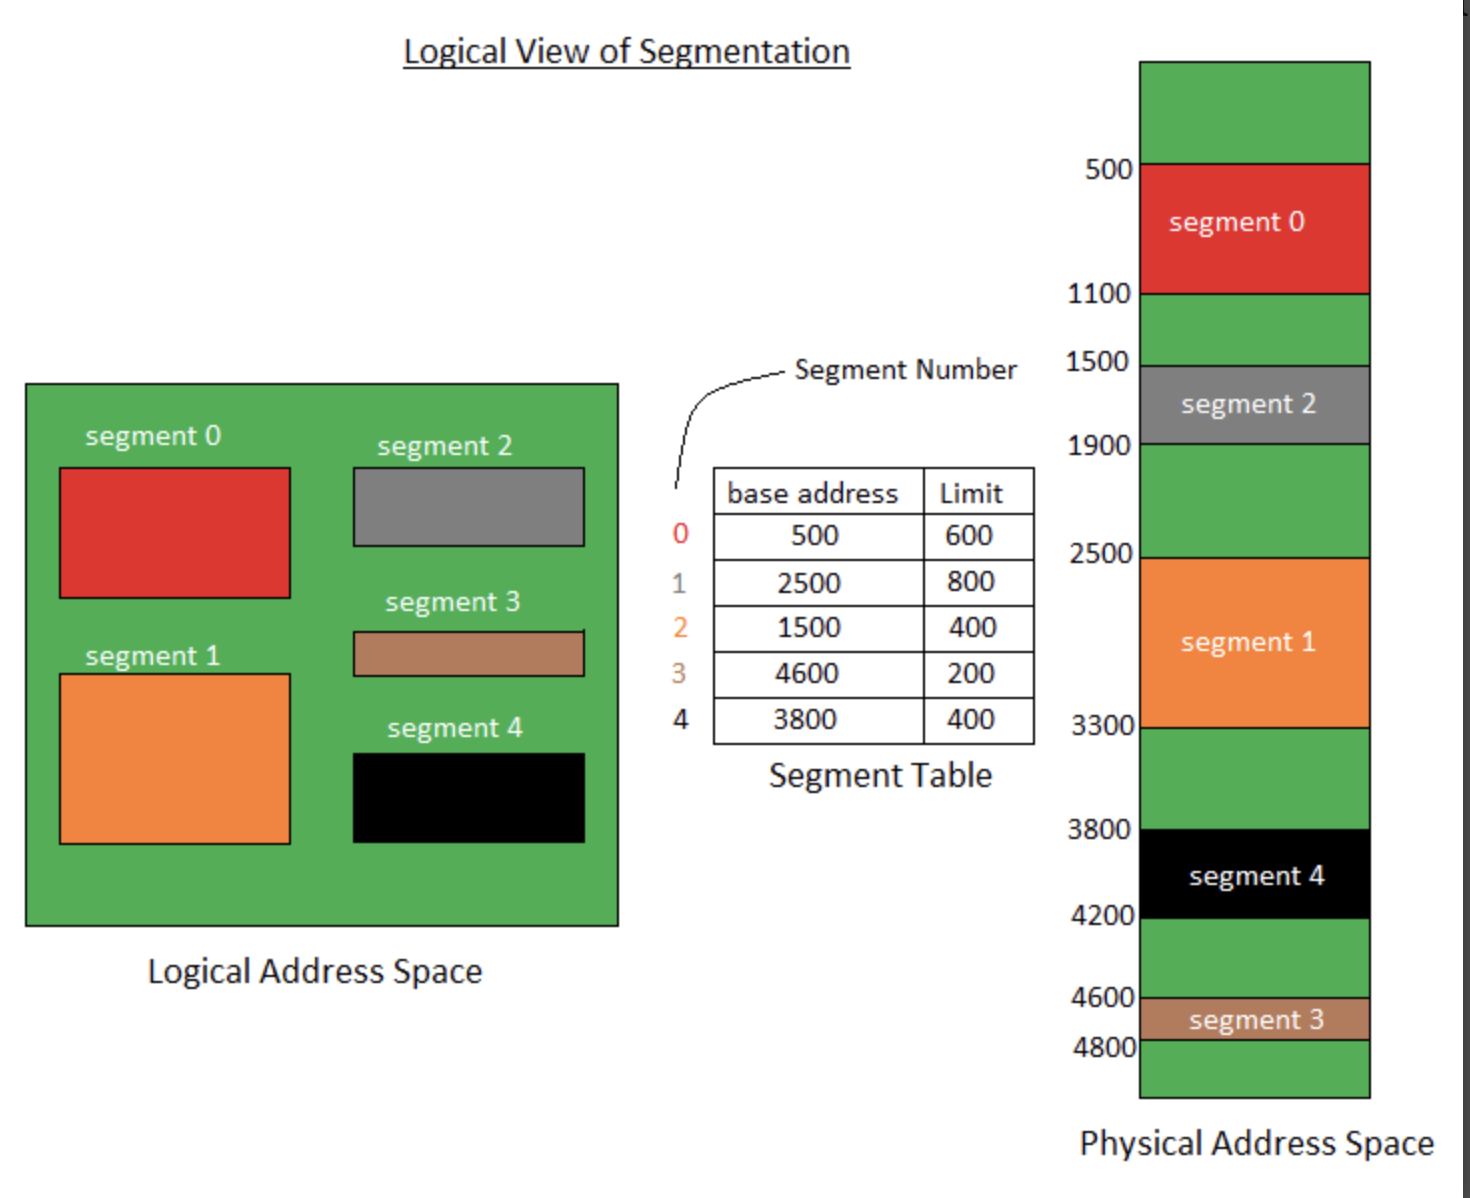 Logical View of Segmentation
segment 0
segment 2
segment 3
segment 1
segment 4
Logical Address Space
Segment Number
base address Limit
0 500 600
1 2500 800
2 1500 400
3 4600 200
4 3800 400
Segment Table
500
segment 0
1100
1500
segment 2
1900
2500
segment 1
3300
3800
segment 4
4200
4600
segment 3
4800
Physical Address Space